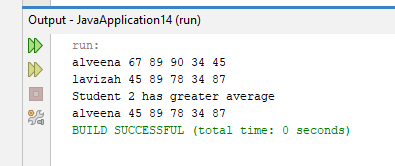 Output - JavaApplication14 (run)
run:
alveena 67 89 90 34 45
lavizah 45 89 78 34 87
Student 2 has greater average
alveena 45 89 78 34 87
BUILD SUCCESSFUL (total time: 0 seconds)